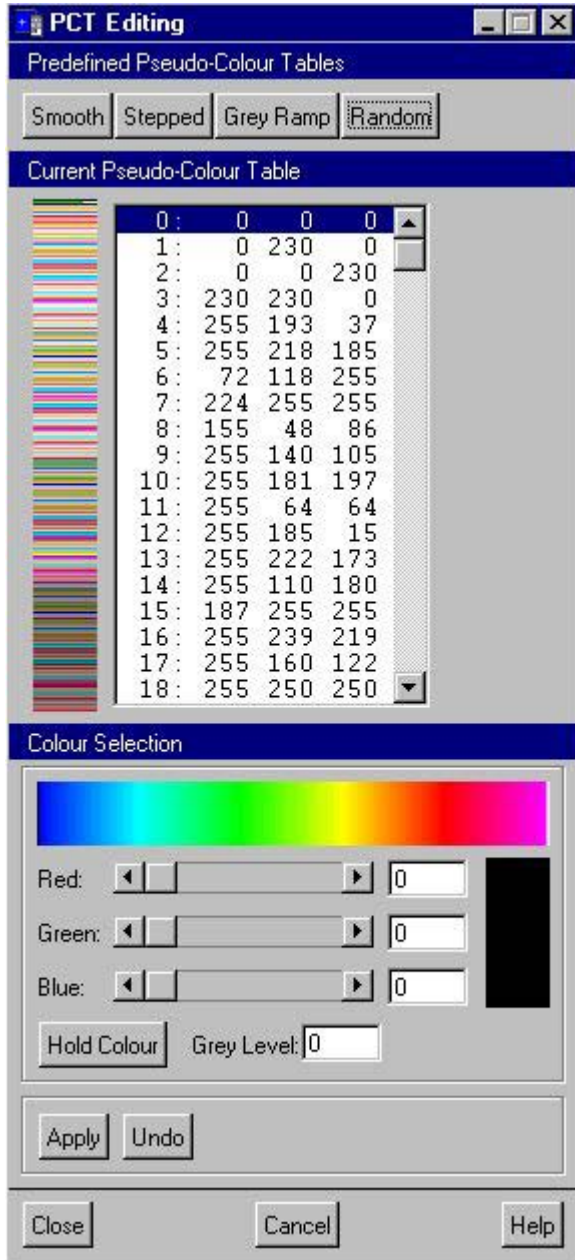 PCT Editing
Predefined Pseudo-Colour Tables
Smooth Stepped Grey Ramp Random
Current Pseudo-Colour Table
0: 0 0 0
1: 0 230 0
2: 0 0 230
3: 230 230 0
4: 255 193 37
5: 255 218 185
6: 72 118 255
7: 224 255 255
8: 155 48 86
9: 255 140 105
10: 255 181 197
11: 255 64 64
12: 255 185 15
13: 255 222 173
14: 255 110 180
15: 187 255 255
16: 255 239 219
17: 255 160 122
18: 255 250 250
Colour Selection
Red: 0
Green: 0
Blue: 0
Hold Colour Grey Level: 0
Apply Undo
Close Cancel Help